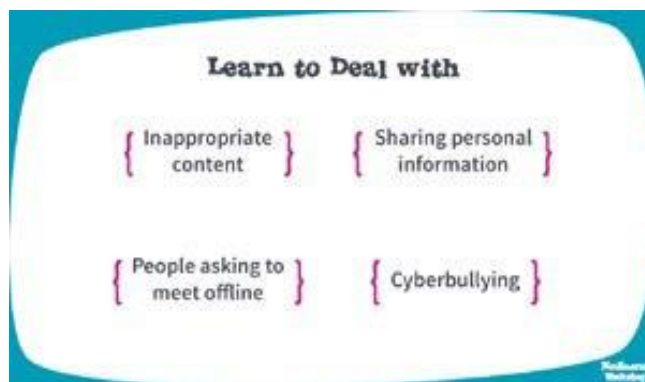 Learn to Deal with
Inappropriate
content
Sharing personal
information
People asking to
meet offline
Cyberbullying